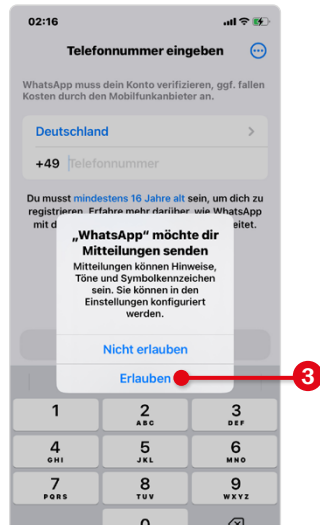 02:16
Telefonnummer eingeben
WhatsApp muss dein Konto verifizieren, ggf. fallen
Kosten durch den Mobilfunkanbieter an.
Deutschland
+49 Telefonnummer
Du musst mindestens 16 Jahre alt sein, um dich zu
registrieren. Erfahre mehr darüber, wie WhatsApp
mit d
eitet.
„WhatsApp“ möchte dir
Mitteilungen senden
Mitteilungen können Hinweise,
Töne und Symbolkennzeichen
sein. Sie können in den
Einstellungen konfiguriert
werden.
Nicht erlauben
Erlauben
3
1
2
ABC
3
DEF
4
GHI
5
JKL
6
MNO
7
PQRS
8
TUV
9
WXYZ
0